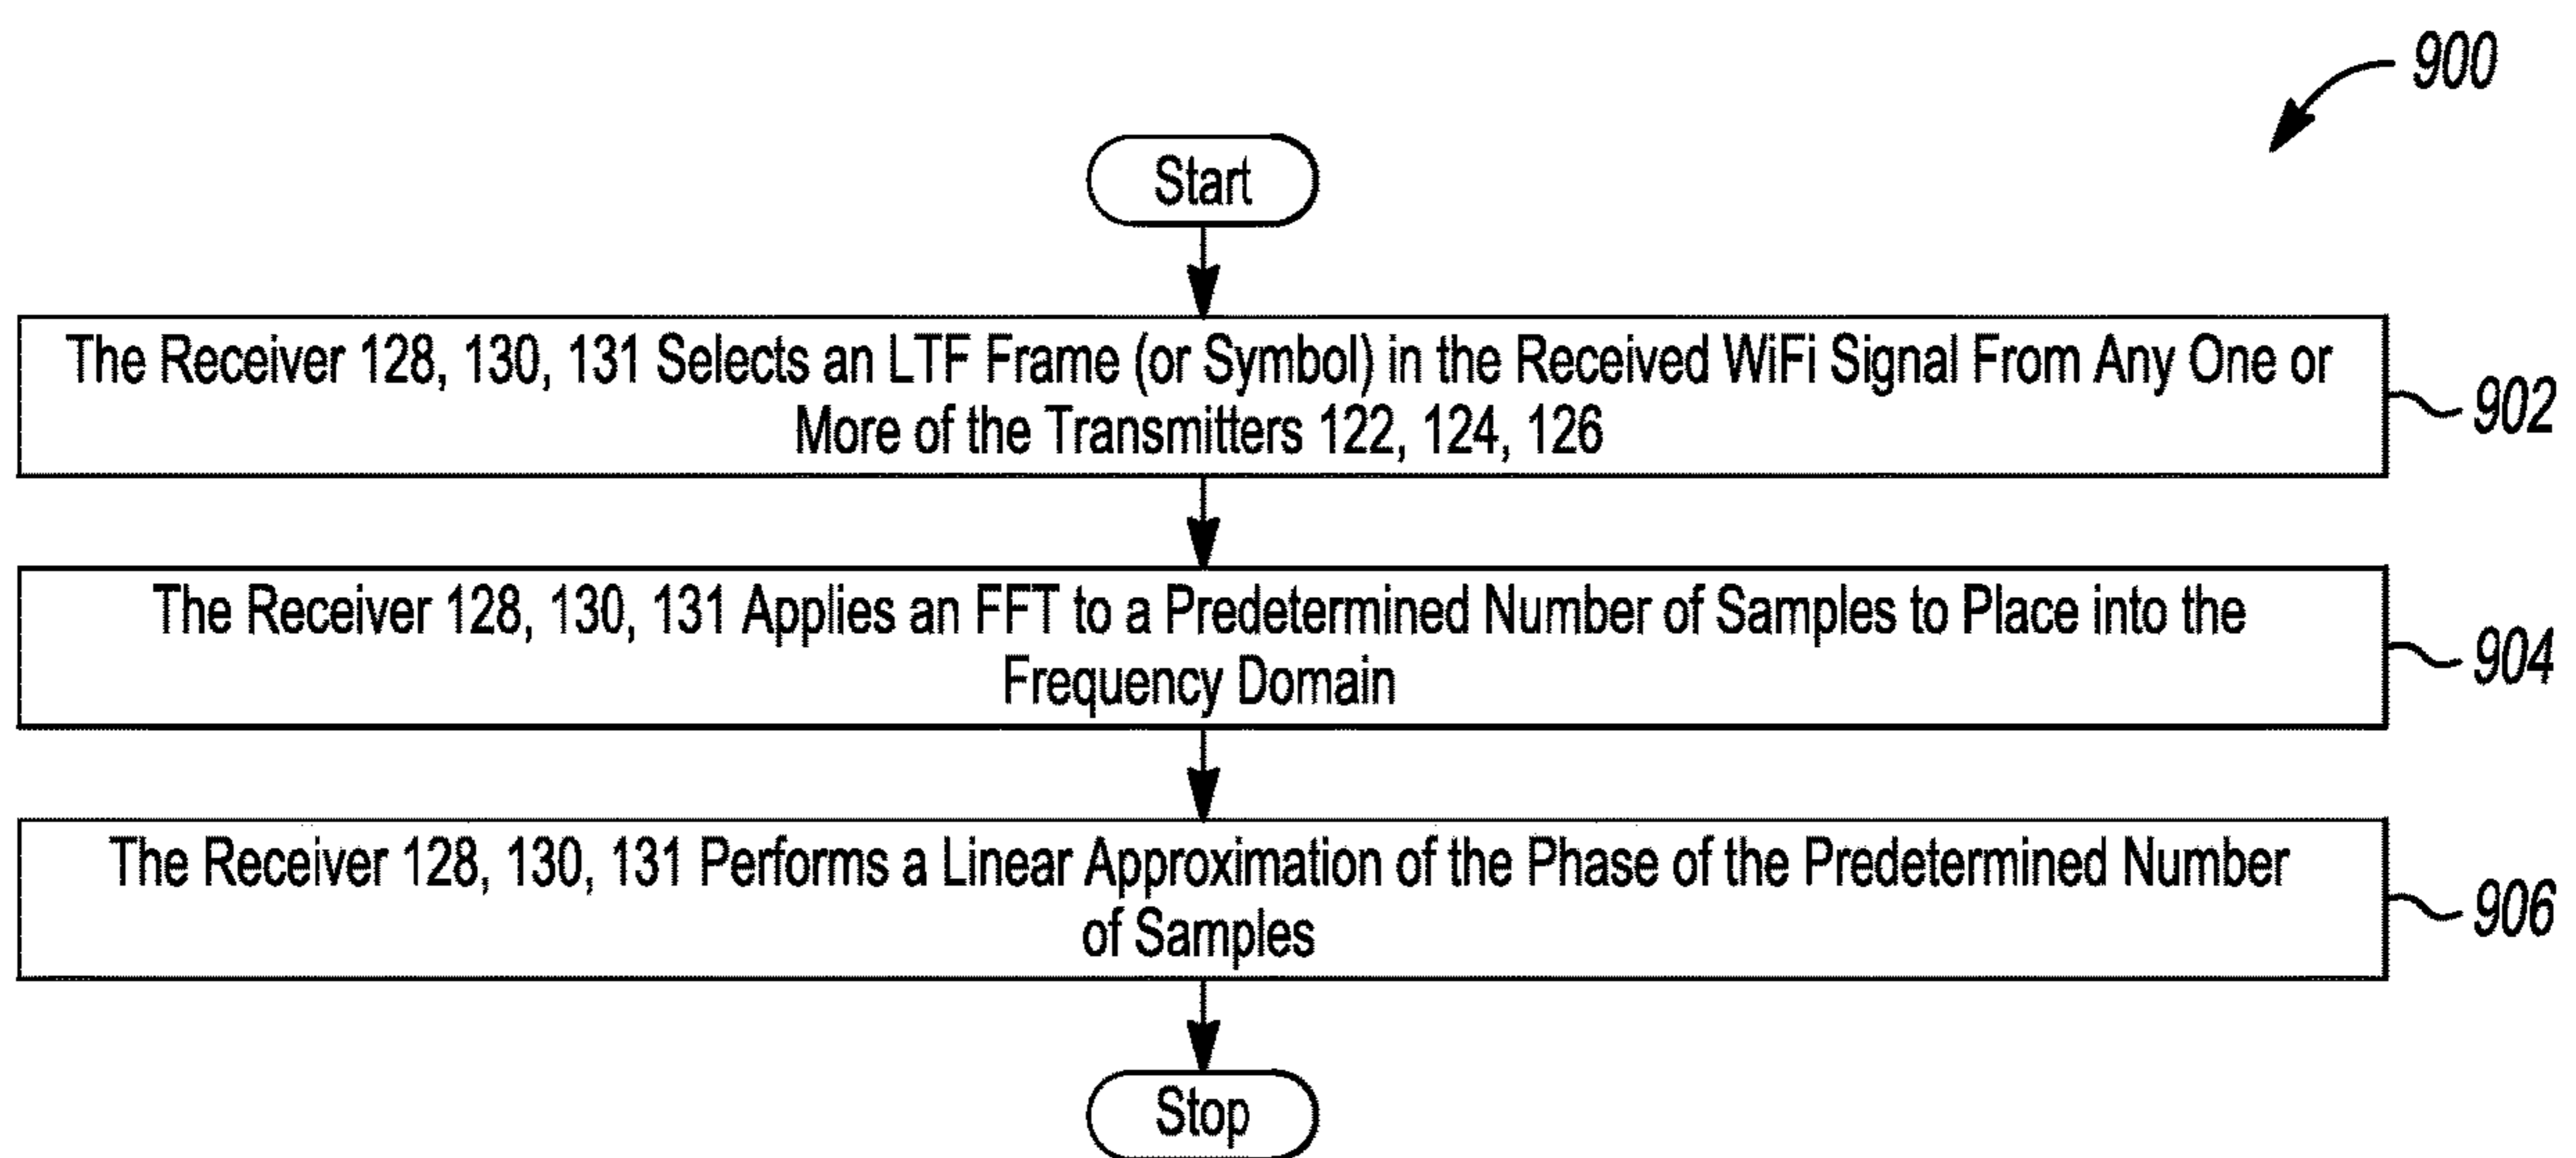 900
Start
The Receiver 128, 130, 131 Selects an LTF Frame (or Symbol) in the Received WiFi Signal From Any One or
More of the Transmitters 122, 124, 126
902
The Receiver 128, 130, 131 Applies an FFT to a Predetermined Number of Samples to Place into the
Frequency Domain
904
The Receiver 128, 130, 131 Performs a Linear Approximation of the Phase of the Predetermined Number
of Samples
906
Stop